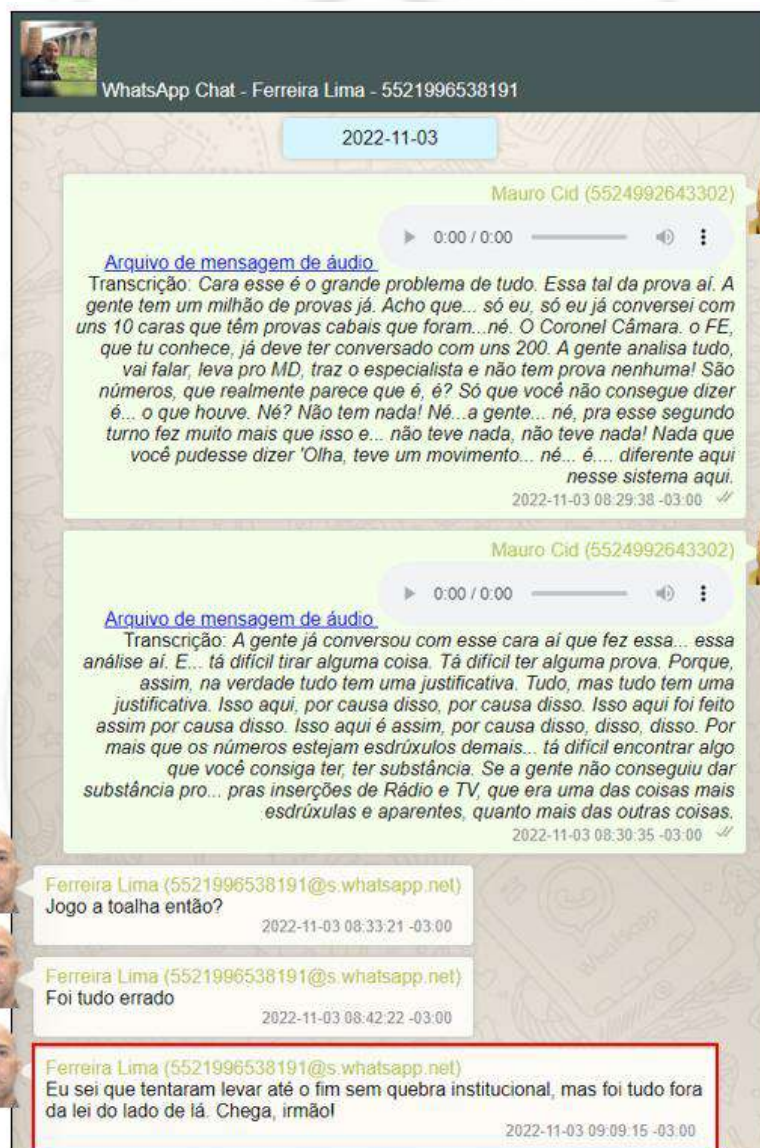 WhatsApp Chat - Ferreira Lima - 5521996538191
2022-11-03
Mauro Cid (5524992643302)
0:00 / 0:00
Arquivo de mensagem de áudio
Transcrição: Cara esse é o grande problema de tudo. Essa tal da prova aí. A
gente tem um milhão de provas já. Acho que... só eu, só eu já conversei com
uns 10 caras que têm provas cabais que foram...né. O Coronel Câmara. o FE,
que tu conhece, já deve ter conversado com uns 200. A gente analisa tudo,
vai falar, leva pro MD, traz o especialista e não tem prova nenhuma! São
números, que realmente parece que é, é? Só que você não consegue dizer
é... o que houve. Né? Não tem nada! Né...a gente... né, pra esse segundo
turno fez muito mais que isso e... não teve nada, não teve nada! Nada que
você pudesse dizer 'Olha, teve um movimento... né... é.... diferente aqui
nesse sistema aqui.
2022-11-03 08:29:38 -03:00
Mauro Cid (5524992643302)
0:00 / 0:00
Arquivo de mensagem de áudio
Transcrição: A gente já conversou com esse cara aí que fez essa... essa
análise aí. E... tá difícil tirar alguma coisa. Tá difícil ter alguma prova. Porque,
assim, na verdade tudo tem uma justificativa. Tudo, mas tudo tem uma
justificativa. Isso aqui, por causa disso, por causa disso. Isso aqui foi feito
assim por causa disso. Isso aqui é assim, por causa disso, disso, disso. Por
mais que os números estejam esdrúxulos demais... tá difícil encontrar algo
que você consiga ter, ter substância. Se a gente não conseguiu dar
substância pro... pras inserções de Rádio e TV, que era uma das coisas mais
esdrúxulas e aparentes, quanto mais das outras coisas.
2022-11-03 08:30:35 -03:00
Ferreira Lima (5521996538191@s.whatsapp.net)
Jogo a toalha então?
2022-11-03 08:33:21 -03:00
Ferreira Lima (5521996538191@s.whatsapp.net)
Foi tudo errado
2022-11-03 08:42:22 -03:00
Ferreira Lima (5521996538191@s.whatsapp.net)
Eu sei que tentaram levar até o fim sem quebra institucional, mas foi tudo fora
da lei do lado de lá. Chega, irmão!
2022-11-03 09:09:15 -03:00